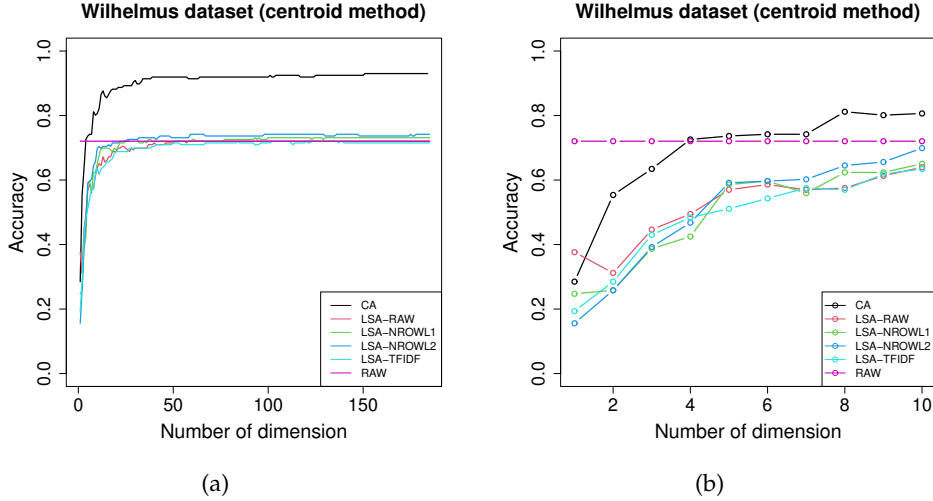 Wilhelmus dataset (centroid method)
Accuracy
0.0
0.2
0.4
0.6
0.8
1.0
CA
LSA−RAW
LSA−NROWL1
LSA−NROWL2
LSA−TFIDF
RAW
0
50
100
150
Number of dimension
(a)
Wilhelmus dataset (centroid method)
Accuracy
0.0
0.2
0.4
0.6
0.8
1.0
CA
LSA−RAW
LSA−NROWL1
LSA−NROWL2
LSA−TFIDF
RAW
2
4
6
8
10
Number of dimension
(b)